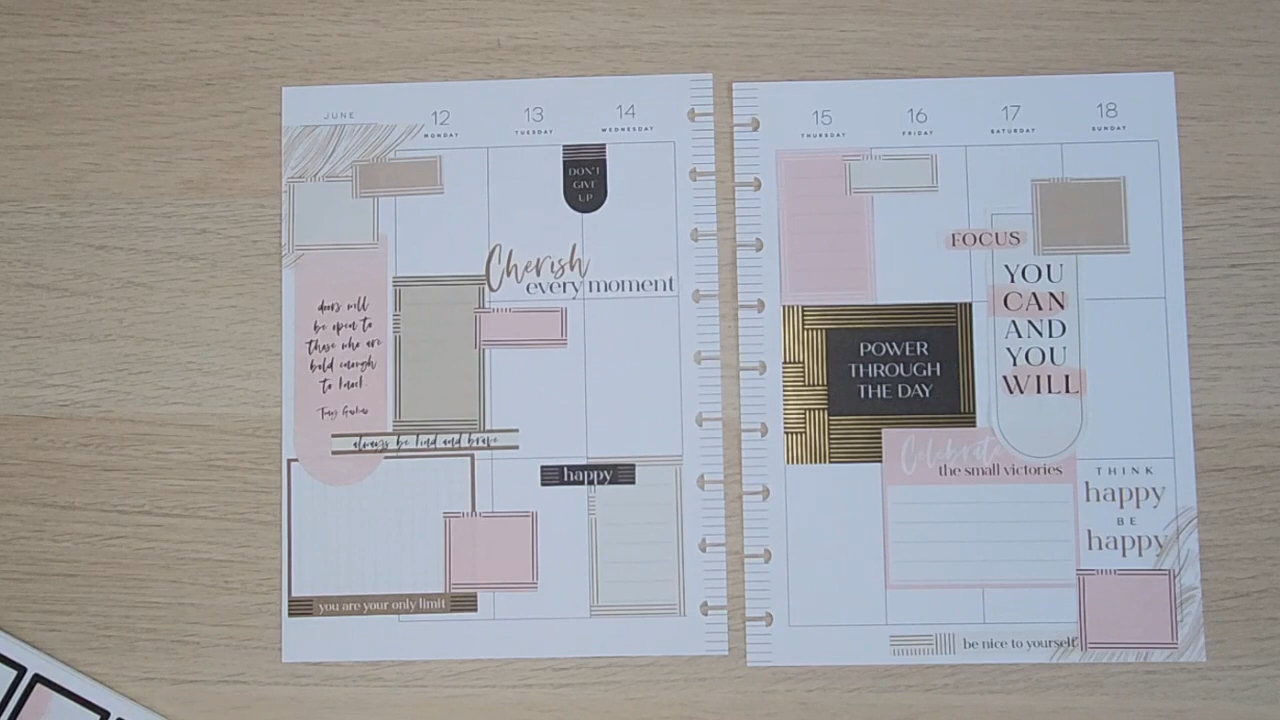 JUNE
12
MONDAY
13
TUESDAY
14
WEDNESDAY
DON'T
GIVE
UP
Cherish
every moment
doors will
be open to
those who are
bold enough
to knock.
always be kind and brave
happy
you are your only limit
15
THURSDAY
16
FRIDAY
17
SATURDAY
18
SUNDAY
FOCUS
YOU
CAN
AND
YOU
WILL
POWER
THROUGH
THE DAY
Celebrate
the small victories
THINK
happy
BE
happy
be nice to yourself